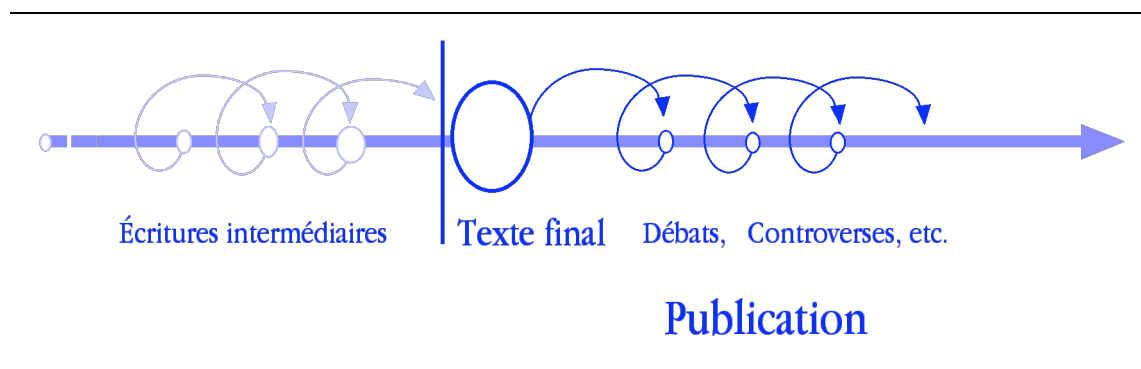 Écritures intermédiaires
Texte final
Débats, Controverses, etc.
Publication